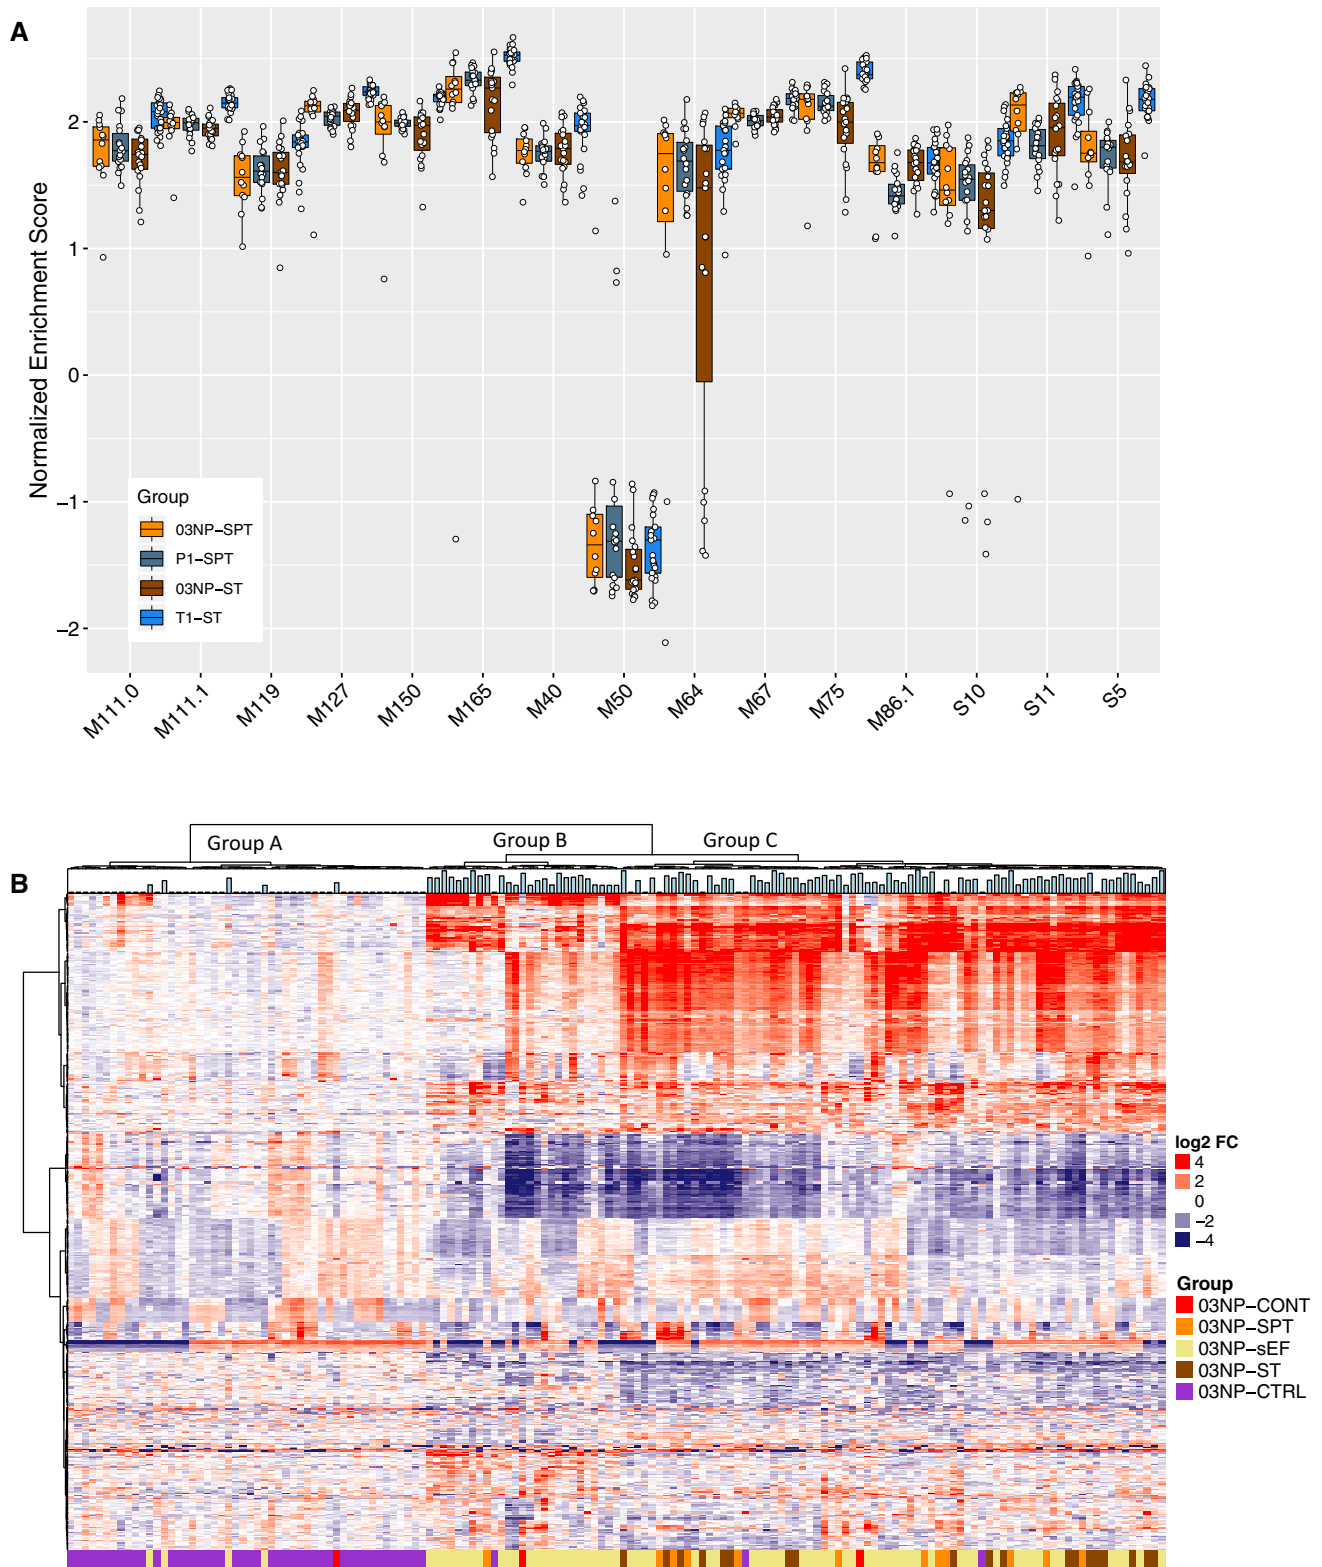 A
Normalized Enrichment Score
2
1
0
−1
−2
Group
03NP−SPT
P1−SPT
03NP−ST
T1−ST
M111.0
M111.1
M119
M127
M150
M165
M40
M50
M64
M67
M75
M86.1
S10
S11
S5
B
Group A
Group B
Group C
log2 FC
4
2
0
−2
−4
Group
03NP−CONT
03NP−SPT
03NP−sEF
03NP−ST
03NP−CTRL